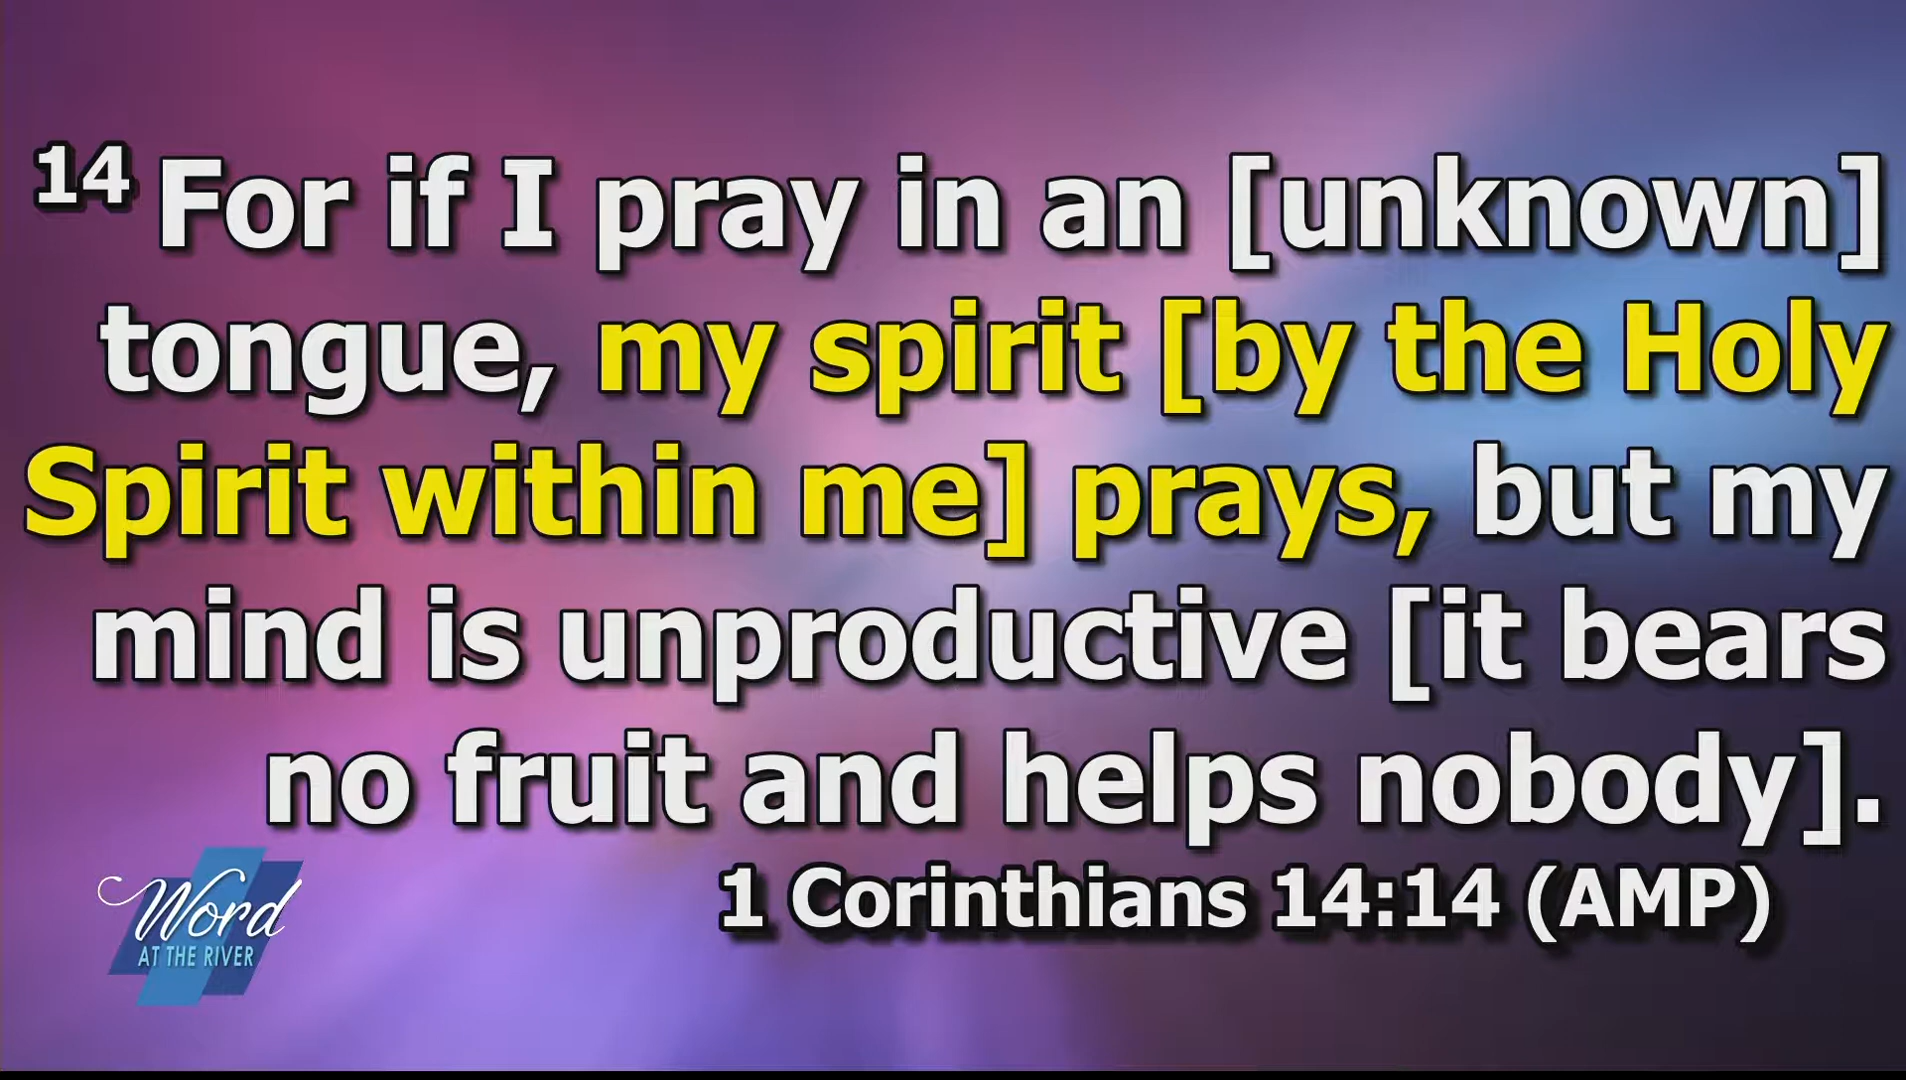 14 For if I pray in an [unknown]
tongue, my spirit [by the Holy
Spirit within me] prays, but my
mind is unproductive [it bears
no fruit and helps nobody].
1 Corinthians 14:14 (AMP)
Word
AT THE RIVER